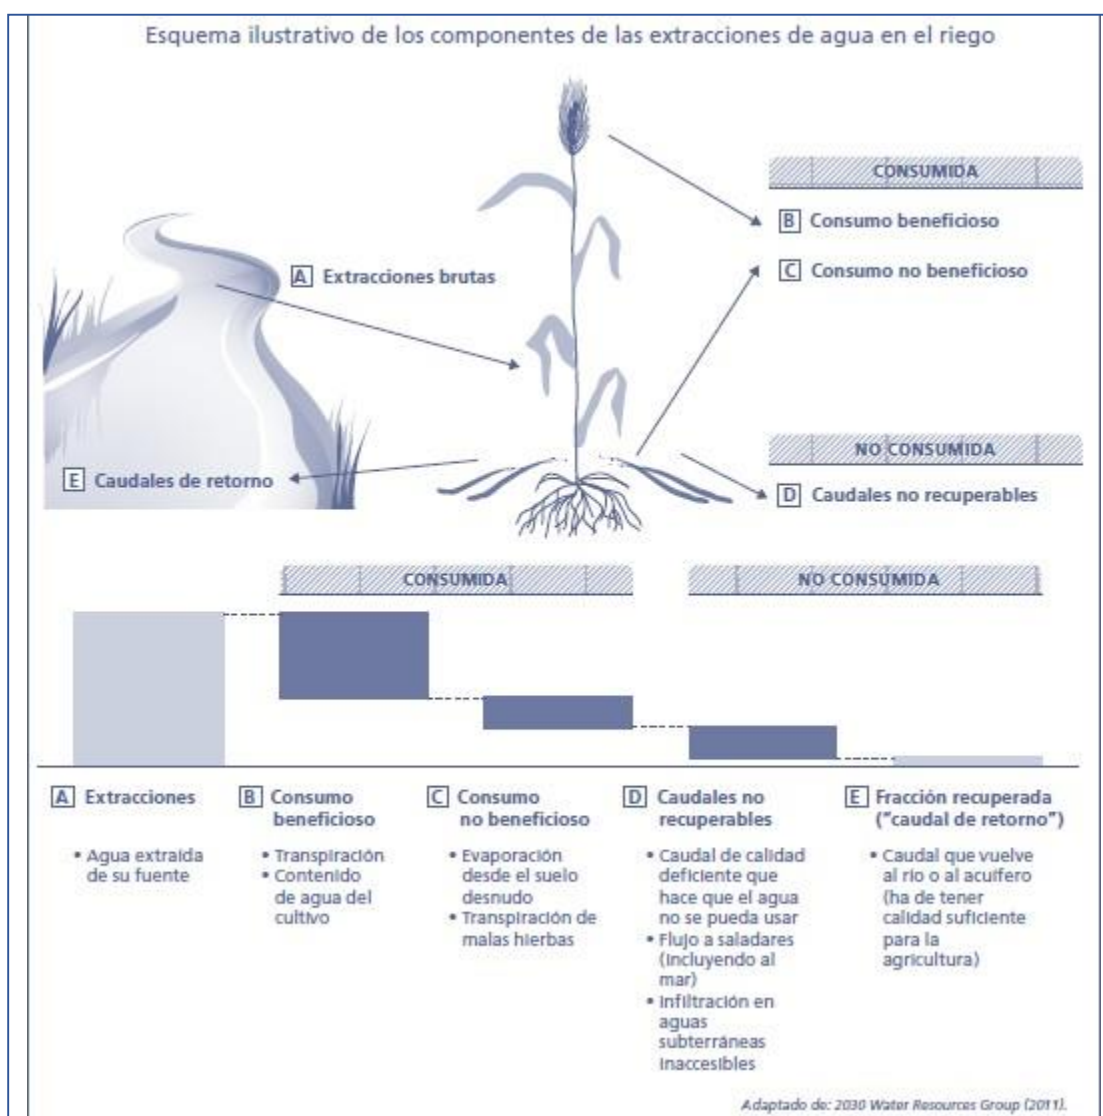 Esquema ilustrativo de los componentes de las extracciones de agua en el riego
CONSUMIDA
B Consumo beneficioso
C Consumo no beneficioso
A Extracciones brutas
NO CONSUMIDA
E Caudales de retorno
D Caudales no recuperables
CONSUMIDA
NO CONSUMIDA
A Extracciones
• Agua extraída
de su fuente
B Consumo
beneficioso
• Transpiración
• Contenido
de agua del
cultivo
C Consumo
no beneficioso
• Evaporación
desde el suelo
desnudo
• Transpiración de
malas hierbas
D Caudales no
recuperables
• Caudal de calidad
deficiente que
hace que el agua
no se pueda usar
• Flujo a saladares
(incluyendo al
mar)
• Infiltración en
aguas
subterráneas
inaccesibles
E Fracción recuperada
("caudal de retorno")
• Caudal que vuelve
al río o al acuífero
(ha de tener
calidad suficiente
para la
agricultura)
Adaptado de: 2030 Water Resources Group (2011).